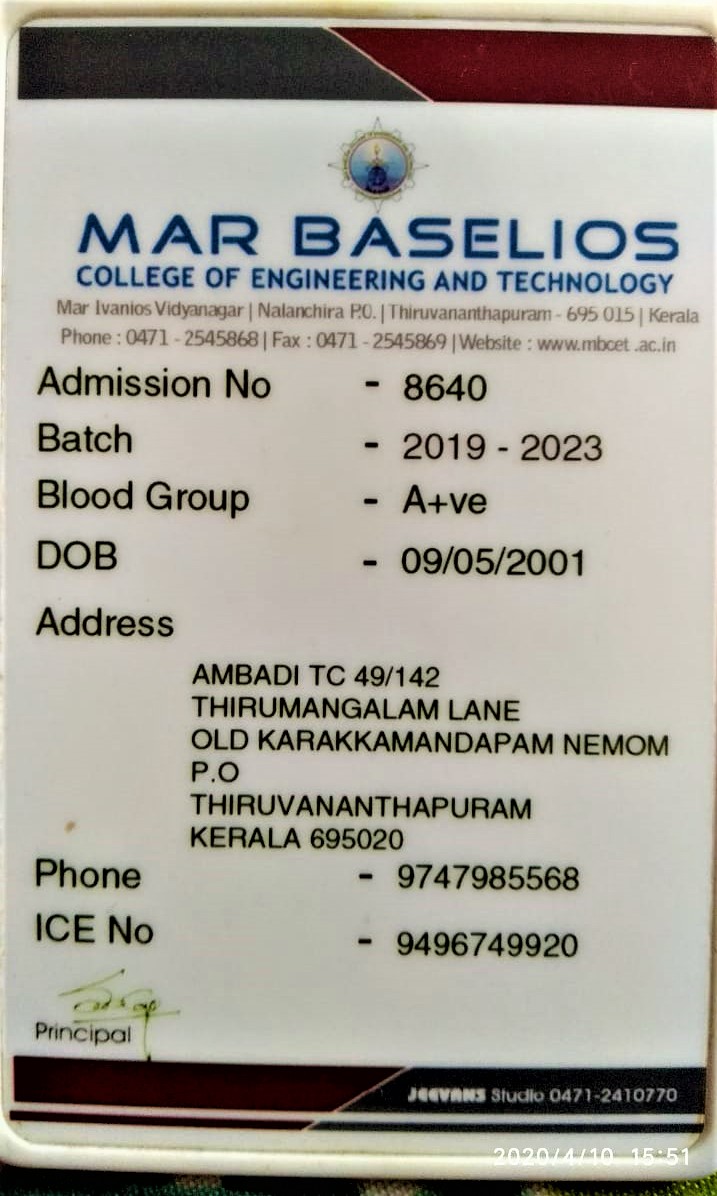 MAR BASELIOS
COLLEGE OF ENGINEERING AND TECHNOLOGY
Mar Ivanios Vidyanagar | Nalanchira P.O. | Thiruvananthapuram - 695 015 | Kerala
Phone : 0471 - 2545868 | Fax : 0471 - 2545869 | Website : www.mbcet .ac.in
Admission No - 8640
Batch - 2019 - 2023
Blood Group - A+ve
DOB - 09/05/2001
Address
AMBADI TC 49/142
THIRUMANGALAM LANE
OLD KARAKKAMANDAPAM NEMOM
P.O
THIRUVANANTHAPURAM
KERALA 695020
Phone - 9747985568
ICE No - 9496749920
Principal
JEEVANS Studio 0471-2410770
2020/4/10 15:51